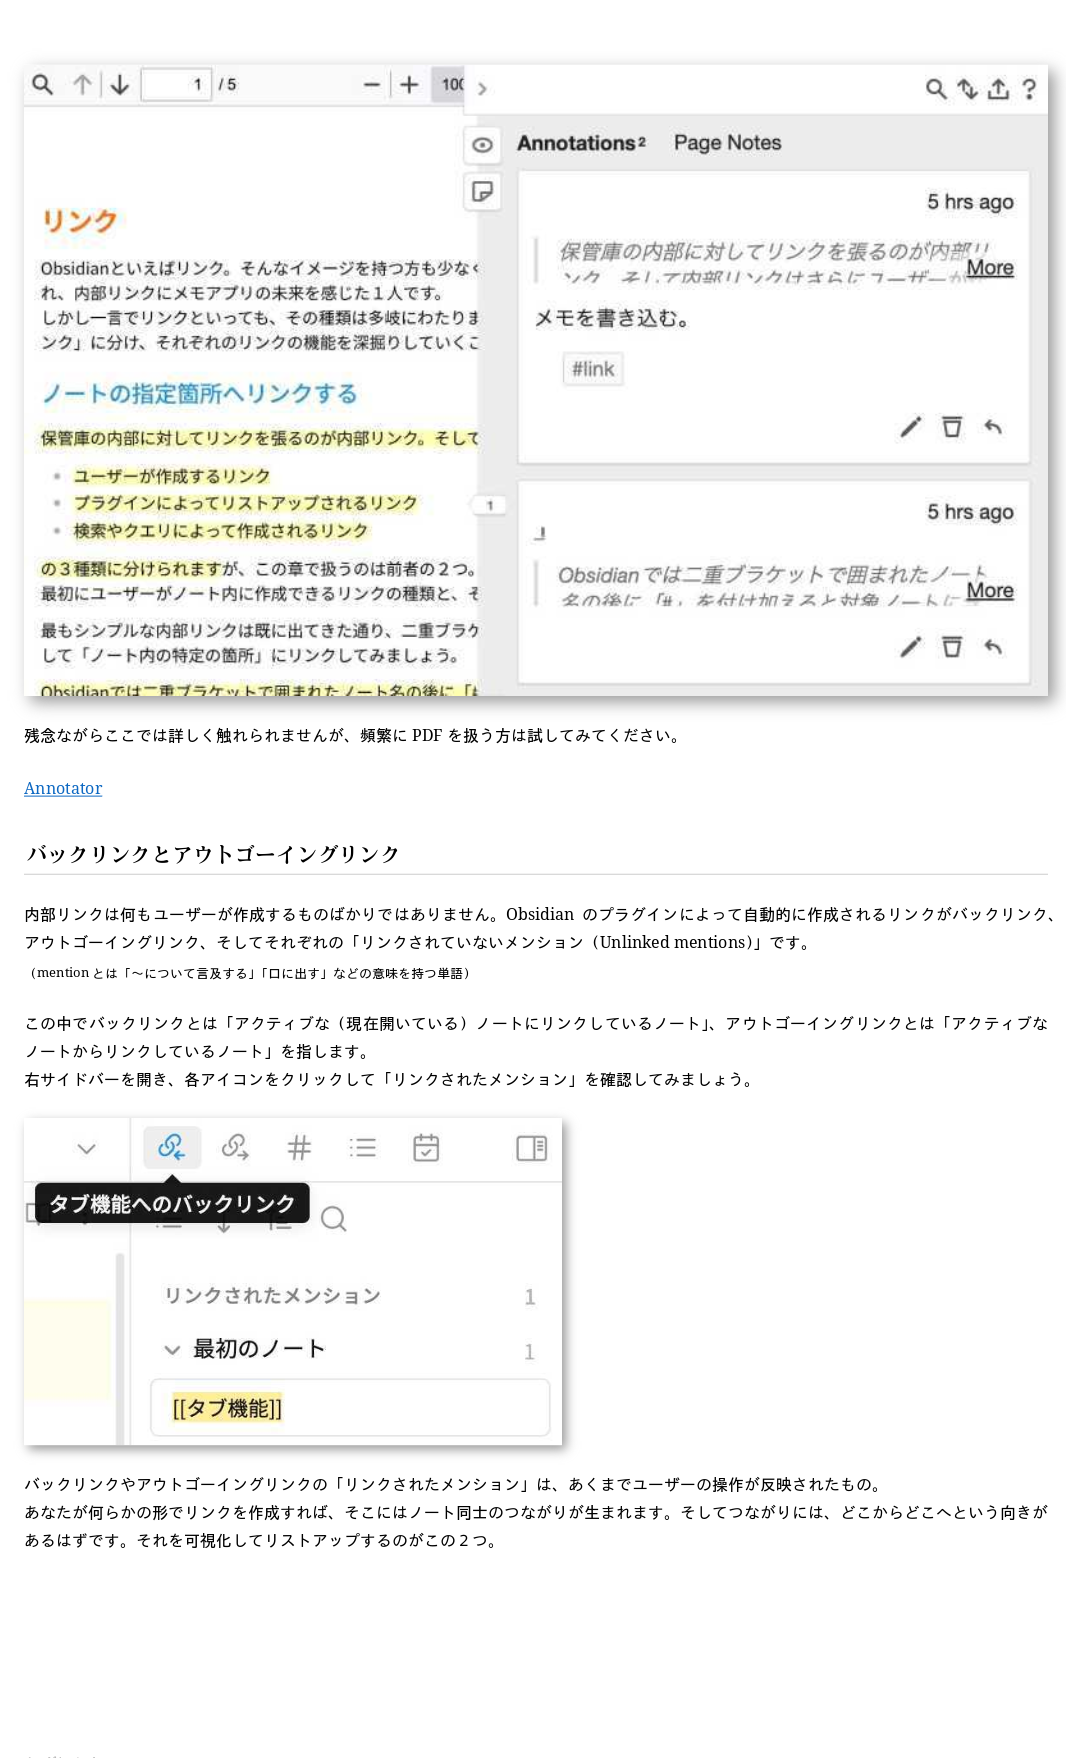 1 / 5
100
リンク
Obsidianといえばリンク。そんなイメージを持つ方も少なく
れ、内部リンクにメモアプリの未来を感じた１人です。
しかし一言でリンクといっても、その種類は多岐にわたりま
ンク」に分け、それぞれのリンクの機能を深掘りしていくこ
ノートの指定箇所へリンクする
保管庫の内部に対してリンクを張るのが内部リンク。そして
ユーザーが作成するリンク
プラグインによってリストアップされるリンク
検索やクエリによって作成されるリンク
の３種類に分けられますが、この章で扱うのは前者の２つ。
最初にユーザーがノート内に作成できるリンクの種類と、そ
最もシンプルな内部リンクは既に出てきた通り、二重ブラケ
して「ノート内の特定の箇所」にリンクしてみましょう。
Obsidianでは二重ブラケットで囲まれたノート名の後に「#
Annotations 2 Page Notes
5 hrs ago
保管庫の内部に対してリンクを張るのが内部リ
ンク。そして内部リンクはさらにユーザーが
More
メモを書き込む。
#link
1
5 hrs ago
」
Obsidianでは二重ブラケットで囲まれたノート
名の後に「#」を付け加えると対象ノートに
More
残念ながらここでは詳しく触れられませんが、頻繁に PDF を扱う方は試してみてください。
Annotator
バックリンクとアウトゴーイングリンク
内部リンクは何もユーザーが作成するものばかりではありません。Obsidian のプラグインによって自動的に作成されるリンクがバックリンク、
アウトゴーイングリンク、そしてそれぞれの「リンクされていないメンション（Unlinked mentions）」です。
（mention とは「〜について言及する」「口に出す」などの意味を持つ単語）
この中でバックリンクとは「アクティブな（現在開いている）ノートにリンクしているノート」、アウトゴーイングリンクとは「アクティブな
ノートからリンクしているノート」を指します。
右サイドバーを開き、各アイコンをクリックして「リンクされたメンション」を確認してみましょう。
タブ機能へのバックリンク
リンクされたメンション 1
最初のノート 1
[[タブ機能]]
バックリンクやアウトゴーイングリンクの「リンクされたメンション」は、あくまでユーザーの操作が反映されたもの。
あなたが何らかの形でリンクを作成すれば、そこにはノート同士のつながりが生まれます。そしてつながりには、どこからどこへという向きが
あるはずです。それを可視化してリストアップするのがこの２つ。